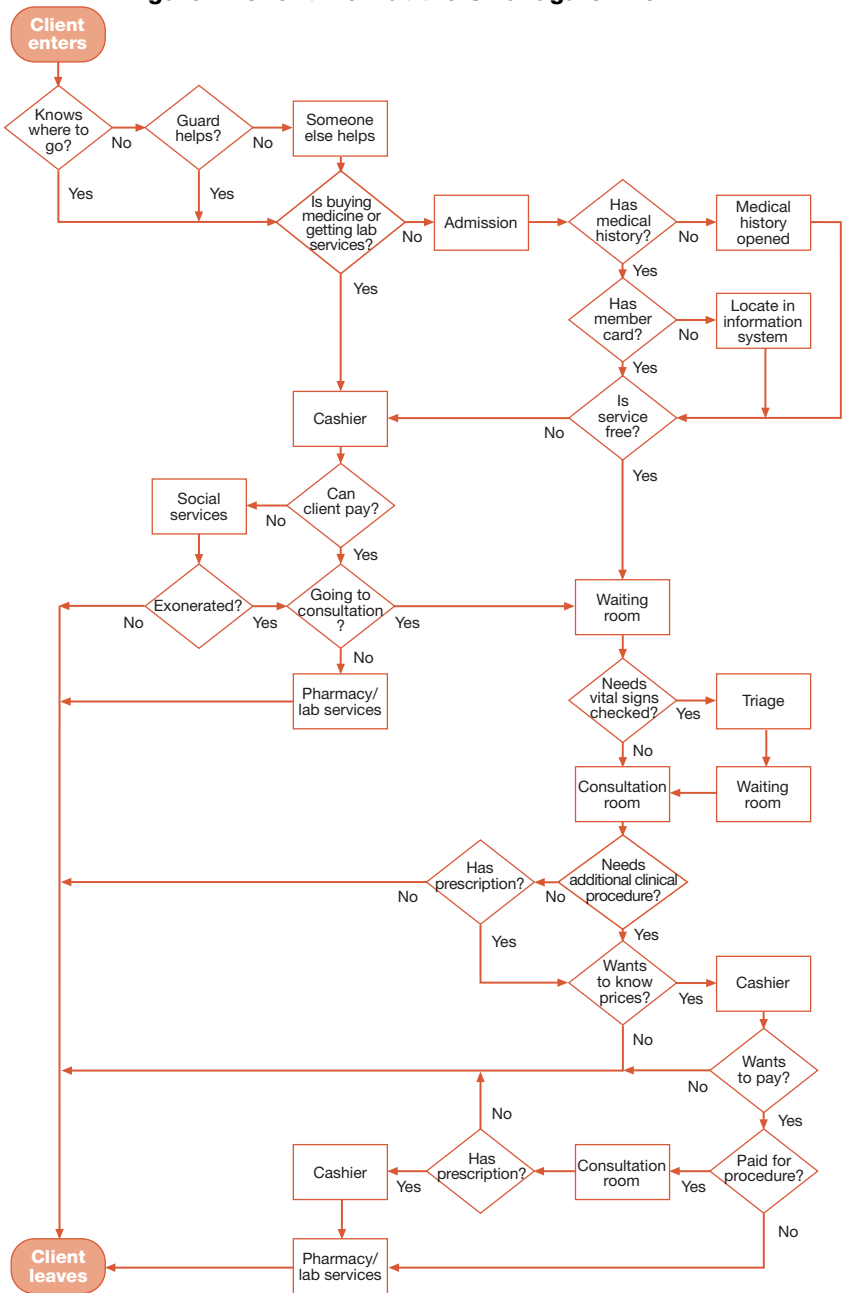 Client
enters
Knows
where to
go?
No
Guard
helps?
No
Someone
else helps
Yes
Yes
Is buying
medicine or
getting lab
services?
No
Admission
Has
medical
history?
No
Medical
history
opened
Yes
Yes
Has
member
card?
No
Locate in
information
system
Yes
Cashier
No
Is
service
free?
Yes
Social
services
No
Can
client pay?
Yes
Exonerated?
No
Yes
Going to
consultation
?
Yes
Waiting
room
No
Pharmacy/
lab services
Needs
vital signs
checked?
Yes
Triage
No
Consultation
room
Waiting
room
Has
prescription?
No
No
Needs
additional clinical
procedure?
Yes
Yes
Wants
to know
prices?
Yes
Cashier
No
Wants
to pay?
No
Yes
No
Cashier
Yes
Has
prescription?
Consultation
room
Yes
Paid for
procedure?
No
Client
leaves
Pharmacy/
lab services